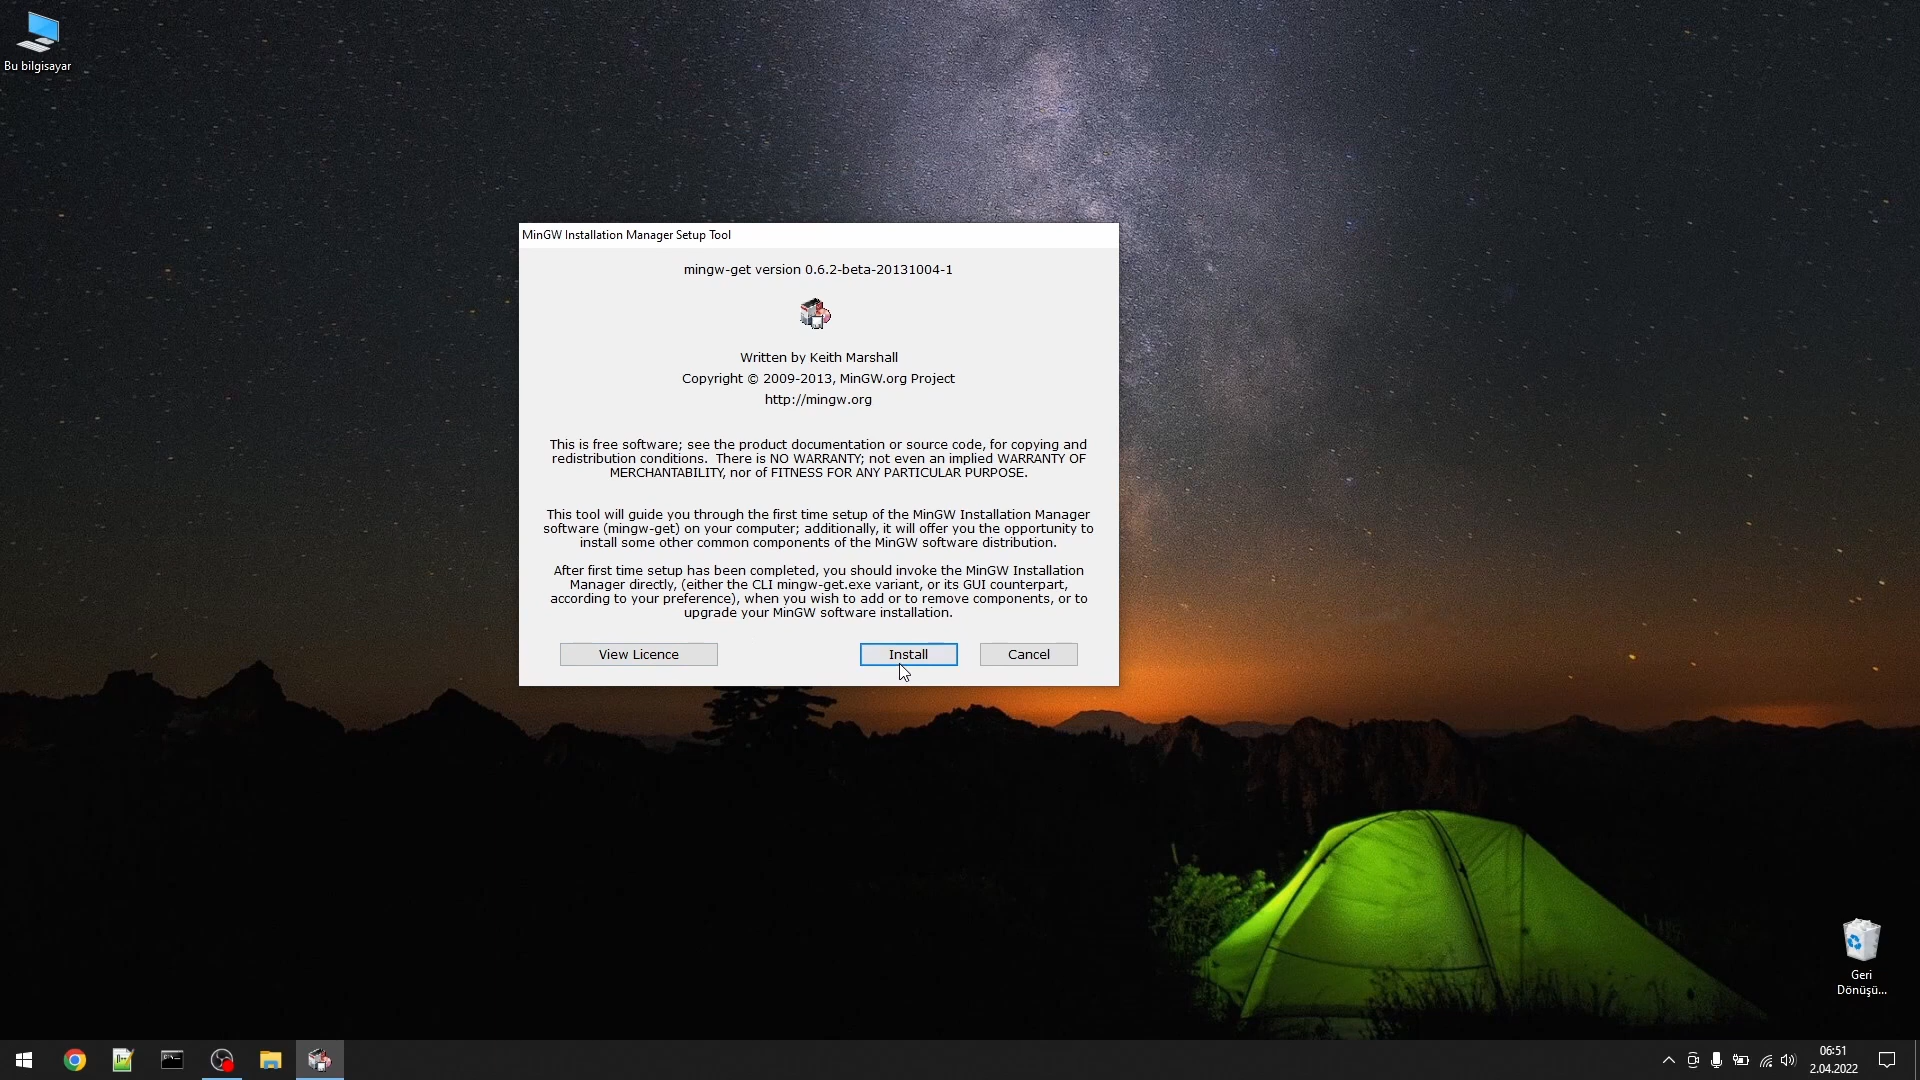 Bu bilgisayar
MinGW Installation Manager Setup Tool
mingw-get version 0.6.2-beta-20131004-1
Written by Keith Marshall
Copyright © 2009-2013, MinGW.org Project
http://mingw.org
This is free software; see the product documentation or source code, for copying and
redistribution conditions.  There is NO WARRANTY; not even an implied WARRANTY OF
MERCHANTABILITY, nor of FITNESS FOR ANY PARTICULAR PURPOSE.
This tool will guide you through the first time setup of the MinGW Installation Manager
software (mingw-get) on your computer; additionally, it will offer you the opportunity to
install some other common components of the MinGW software distribution.
After first time setup has been completed, you should invoke the MinGW Installation
Manager directly, (either the CLI mingw-get.exe variant, or its GUI counterpart,
according to your preference), when you wish to add or to remove components, or to
upgrade your MinGW software installation.
View Licence
Install
Cancel
Geri
Dönüşü...
06:51
2.04.2022